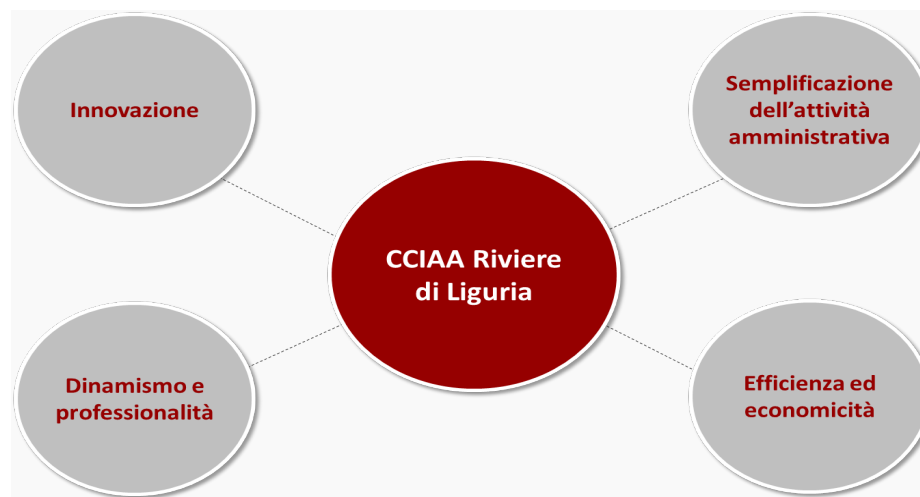 Innovazione
Semplificazione
dell’attività
amministrativa
CCIAA Riviere
di Liguria
Dinamismo e
professionalità
Efficienza ed
economicità